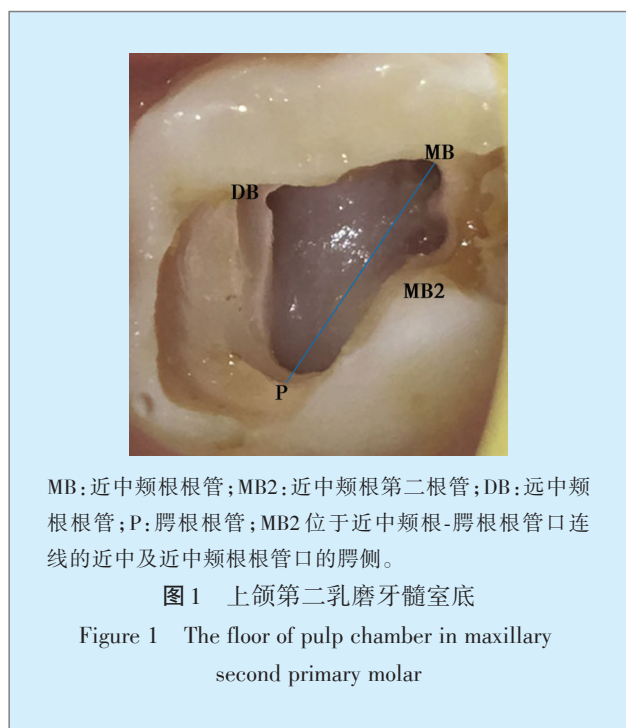 MB
DB
MB2
P
MB:近中颊根根管;MB2:近中颊根第二根管;DB:远中颊
根根管;P:腭根根管;MB2位于近中颊根-腭根根管口连
线的近中及近中颊根根管口的腭侧。
图1 上颌第二乳磨牙髓室底
Figure 1 The floor of pulp chamber in maxillary
second primary molar